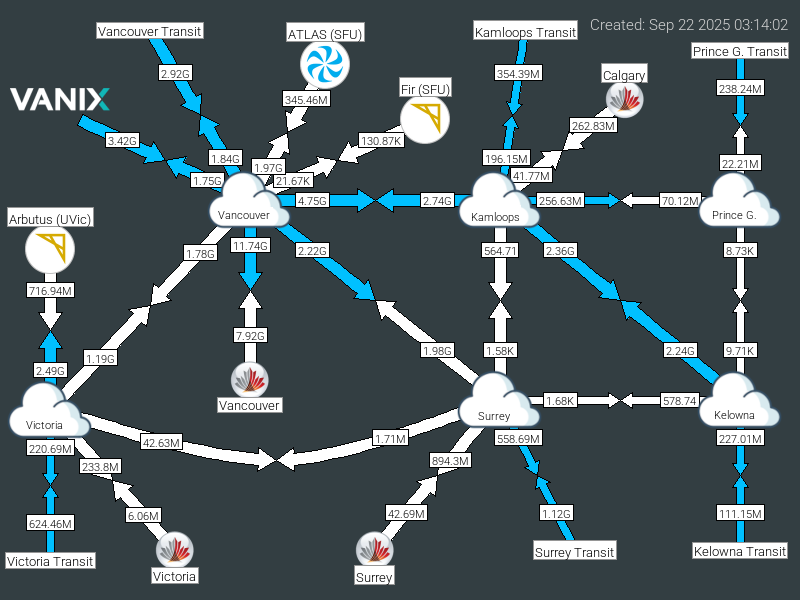 Created: Sep 22 2025 03:14:02
Vancouver Transit
ATLAS (SFU)
Kamloops Transit
Prince G. Transit
2.92G
354.39M
Calgary
VANIX
345.46M
Fir (SFU)
238.24M
3.42G
130.87K
262.83M
1.84G
1.97G
196.15M
22.21M
1.75G
21.67K
41.77M
4.75G
2.74G
256.63M
70.12M
Arbutus (UVic)
Vancouver
Kamloops
Prince G.
1.78G
11.74G
2.22G
564.71
2.36G
8.73K
716.94M
7.92G
2.49G
1.19G
1.98G
1.58K
2.24G
9.71K
Vancouver
1.68K
578.74
Victoria
Surrey
Kelowna
220.69M
42.63M
1.71M
558.69M
227.01M
233.8M
894.3M
624.46M
6.06M
42.69M
1.12G
111.15M
Victoria Transit
Victoria
Surrey
Surrey Transit
Kelowna Transit